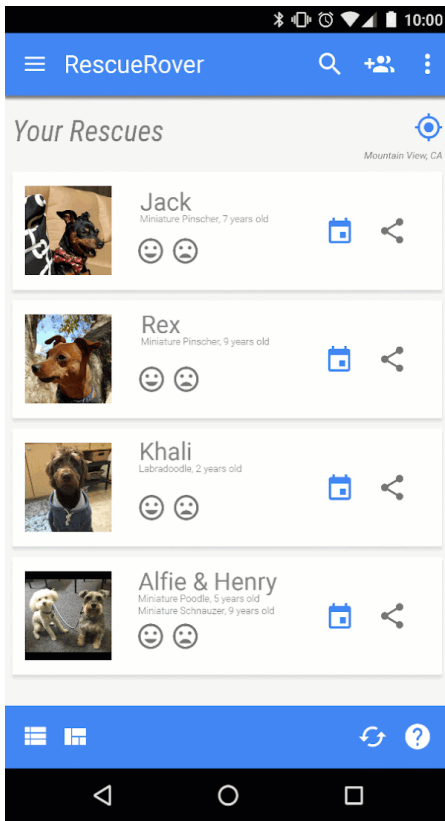 10:00
RescueRover
Your Rescues
Mountain View, CA
Jack
Miniature Pinscher, 7 years old
Rex
Miniature Pinscher, 9 years old
Khali
Labradoodle, 2 years old
Alfie & Henry
Miniature Poodle, 5 years old
Miniature Schnauzer, 9 years old